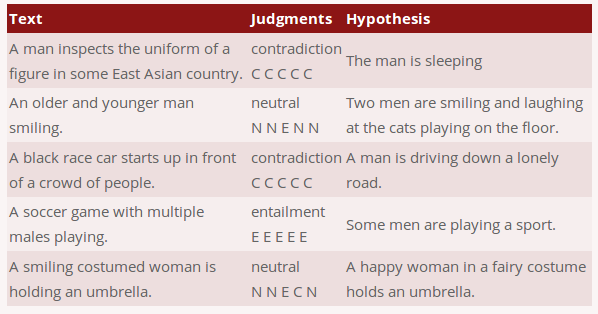 Text Judgments Hypothesis
A man inspects the uniform of a figure in some East Asian country. contradiction C C C C C The man is sleeping
An older and younger man smiling. neutral N N E N N Two men are smiling and laughing at the cats playing on the floor.
A black race car starts up in front of a crowd of people. contradiction C C C C C A man is driving down a lonely road.
A soccer game with multiple males playing. entailment E E E E E Some men are playing a sport.
A smiling costumed woman is holding an umbrella. neutral N N E C N A happy woman in a fairy costume holds an umbrella.